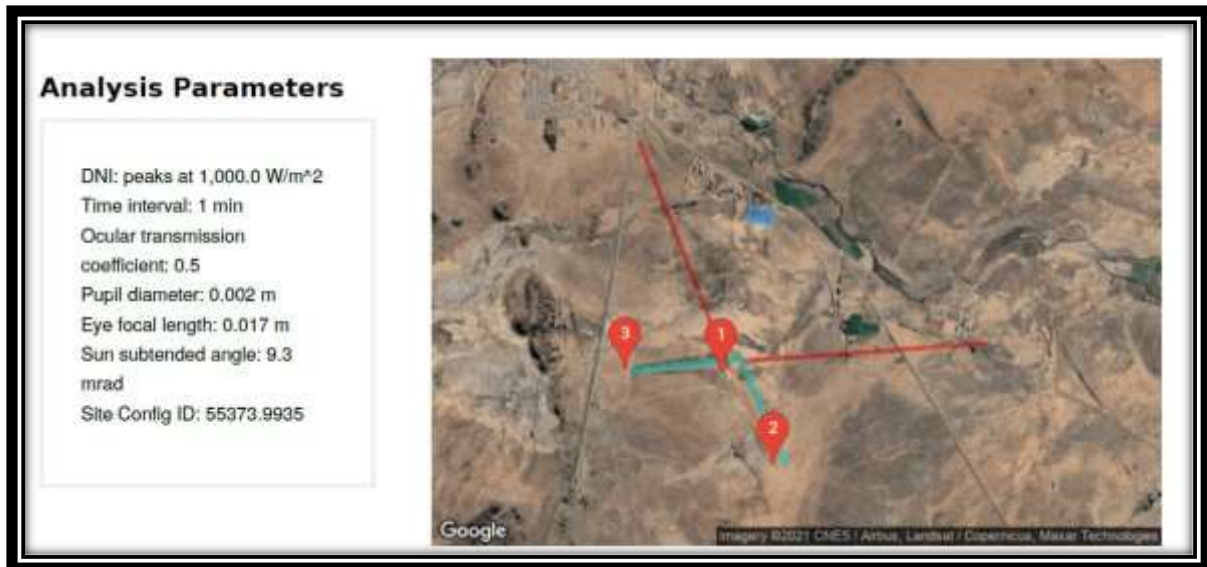 Analysis Parameters
DNI: peaks at 1,000.0 W/m^2
Time interval: 1 min
Ocular transmission
coefficient: 0.5
Pupil diameter: 0.002 m
Eye focal length: 0.017 m
Sun subtended angle: 9.3
mrad
Site Config ID: 55373.9935
3
1
2
Google
Imagery ©2021 CNES / Airbus, Landsat / Copernicus, Maxar Technologies